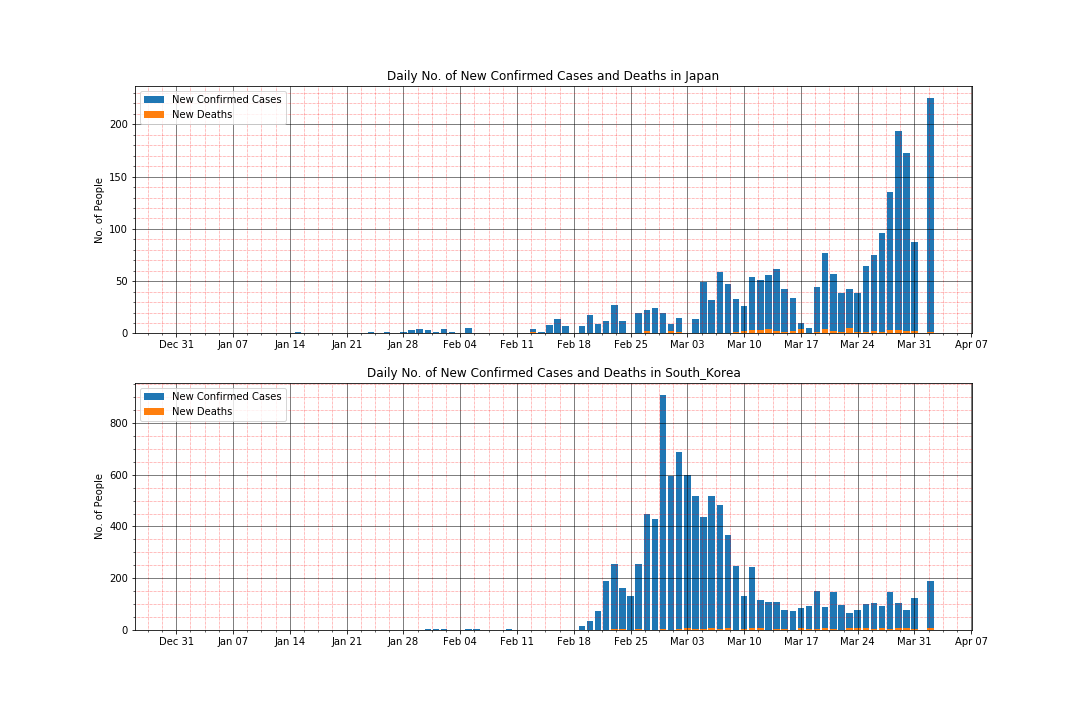 Daily No. of New Confirmed Cases and Deaths in Japan
New Confirmed Cases
New Deaths
No. of People
200
150
100
50
0
Dec 31 Jan 07 Jan 14 Jan 21 Jan 28 Feb 04 Feb 11 Feb 18 Feb 25 Mar 03 Mar 10 Mar 17 Mar 24 Mar 31 Apr 07
Daily No. of New Confirmed Cases and Deaths in South_Korea
New Confirmed Cases
New Deaths
No. of People
800
600
400
200
0
Dec 31 Jan 07 Jan 14 Jan 21 Jan 28 Feb 04 Feb 11 Feb 18 Feb 25 Mar 03 Mar 10 Mar 17 Mar 24 Mar 31 Apr 07